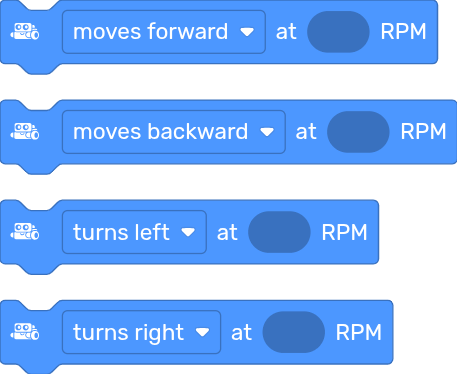 moves forward at RPM
moves backward at RPM
turns left at RPM
turns right at RPM